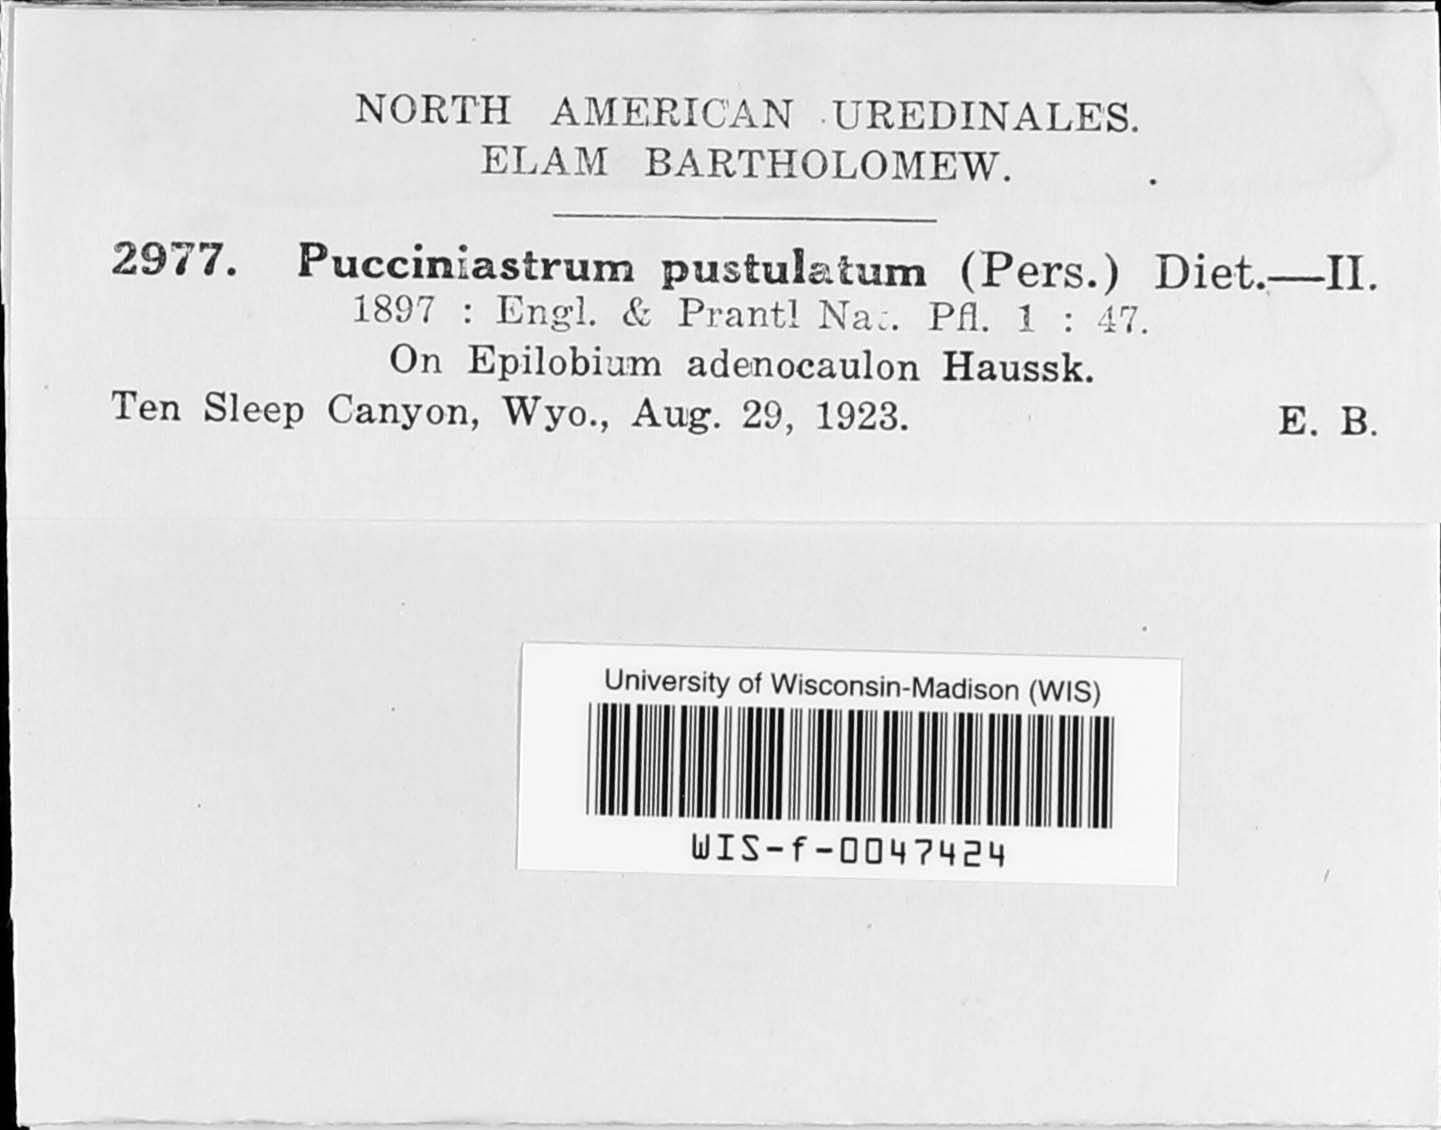 NORTH AMERICAN UREDINALES.
ELAM BARTHOLOMEW.
2977. Pucciniastrum pustulatum (Pers.) Diet.—II.
1897 : Engl. & Prantl Nat. Pfl. 1 : 47.
On Epilobium adenocaulon Haussk.
Ten Sleep Canyon, Wyo., Aug. 29, 1923. E. B.
University of Wisconsin-Madison (WIS)
WIS-f-0047424